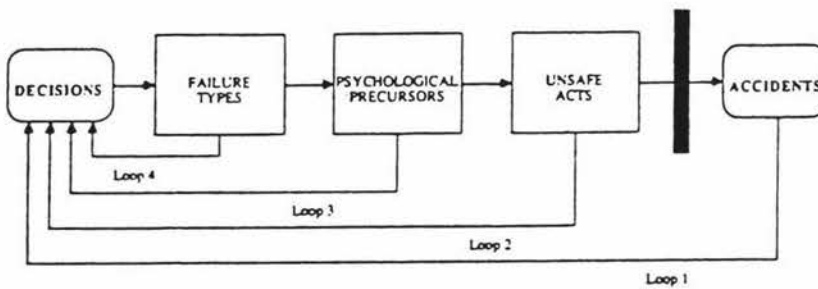 DECISIONS
FAILURE
TYPES
PSYCHOLOGICAL
PRECURSORS
UNSAFE
ACTS
ACCIDENTS
Loop 4
Loop 3
Loop 2
Loop 1